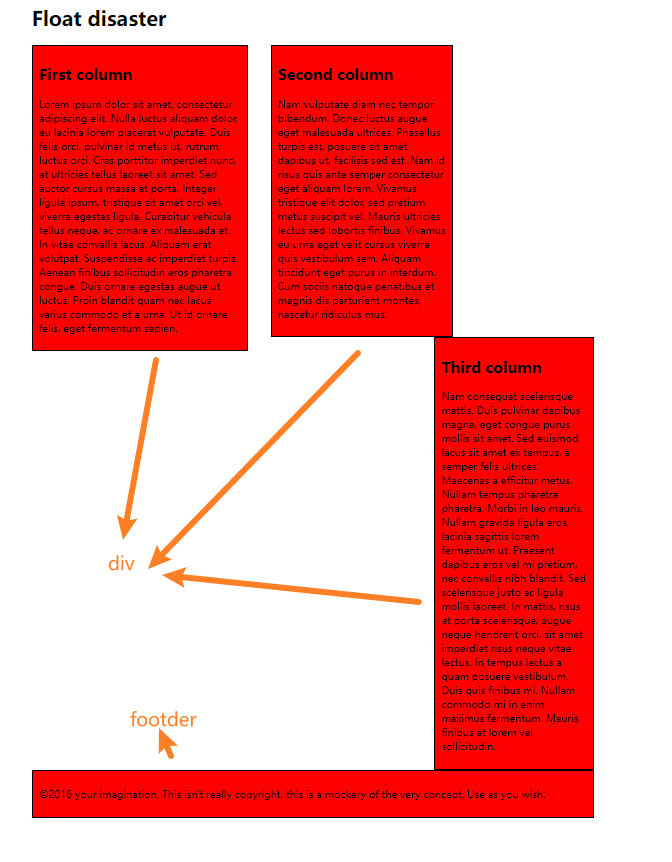 Float disaster
First column
Lorem ipsum dolor sit amet, consectetur
adipiscing elit. Nulla luctus aliquam dolor,
eu lacinia lorem placerat vulputate. Duis
felis orci, pulvinar id metus ut, rutrum
luctus orci. Cras porttitor imperdiet nunc,
at ultricies tellus laoreet sit amet. Sed
auctor cursus massa at porta. Integer
ligula ipsum, tristique sit amet orci vel,
viverra egestas ligula. Curabitur vehicula
tellus neque, ac ornare ex malesuada et.
In vitae convallis lacus. Aliquam erat
volutpat. Suspendisse ac imperdiet turpis.
Aenean finibus sollicitudin eros pharetra
congue. Duis ornare egestas augue ut
luctus. Proin blandit quam nec lacus
varius commodo et a urna. Ut id ornare
felis, eget fermentum sapien.
Second column
Nam vulputate diam nec tempor
bibendum. Donec luctus augue
eget malesuada ultrices. Phasellus
turpis est, posuere sit amet
dapibus ut, facilisis sed est. Nam id
risus quis ante semper consectetur
eget aliquam lorem. Vivamus
tristique elit dolor, sed pretium
metus suscipit vel. Mauris ultricies
lectus sed lobortis finibus. Vivamus
eu urna eget velit cursus viverra
quis vestibulum sem. Aliquam
tincidunt eget purus in interdum.
Cum sociis natoque penatibus et
magnis dis parturient montes,
nascetur ridiculus mus.
Third column
Nam consequat scelerisque
mattis. Duis pulvinar dapibus
magna, eget congue purus
mollis sit amet. Sed euismod
lacus sit amet ex tempus, a
semper felis ultrices.
Maecenas a efficitur metus.
Nullam tempus pharetra
pharetra. Morbi in leo mauris.
Nullam gravida ligula eros,
lacinia sagittis lorem
fermentum ut. Praesent
dapibus eros vel mi pretium,
nec convallis nibh blandit. Sed
scelerisque justo ac ligula
mollis laoreet. In mattis, risus
et porta scelerisque, augue
neque hendrerit orci, sit amet
imperdiet risus neque vitae
lectus. In tempus lectus a
quam posuere vestibulum.
Duis quis finibus mi. Nullam
commodo mi in enim
maximus fermentum. Mauris
finibus at lorem vel
sollicitudin.
div
footder
©2016 your imagination. This isn't really copyright, this is a mockery of the very concept. Use as you wish.